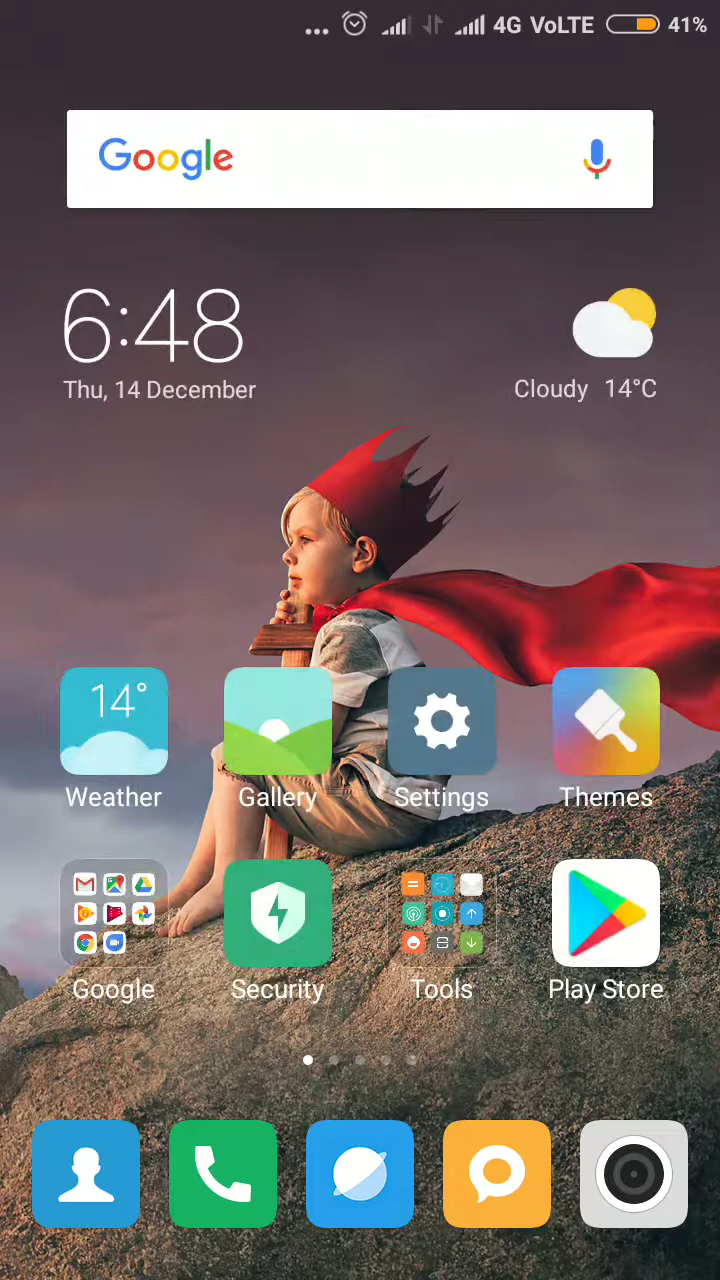 ... 4G VoLTE 41%
Google
6:48
Thu, 14 December
Cloudy 14°C
14°
Weather Gallery Settings Themes
Google Security Tools Play Store